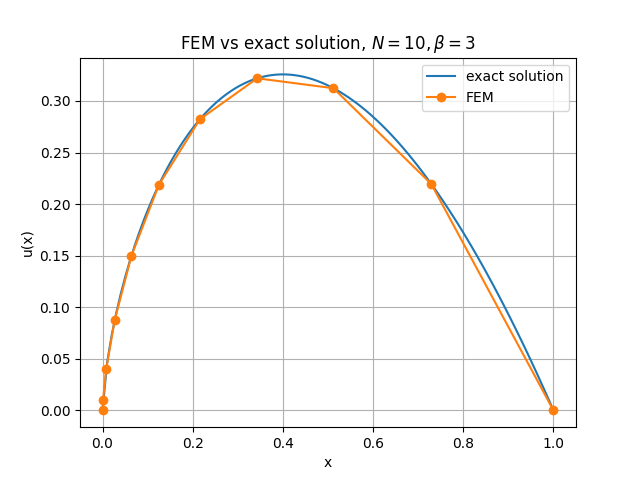 FEM vs exact solution, N = 10, β = 3
exact solution
FEM
0.30
0.25
0.20
0.15
0.10
0.05
0.00
u(x)
0.0 0.2 0.4 0.6 0.8 1.0
x